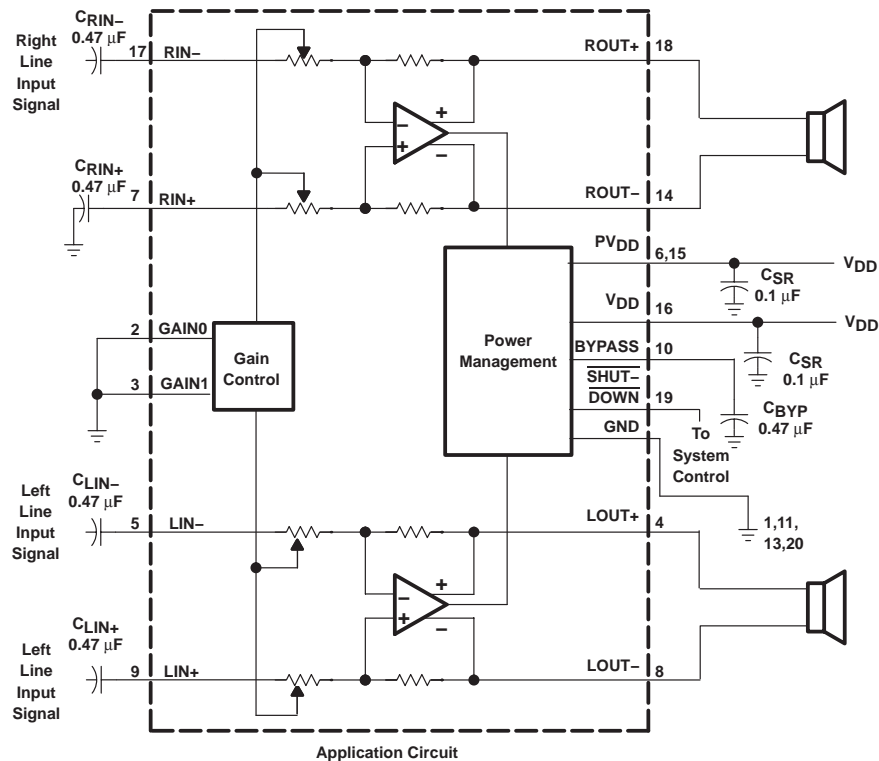 C RIN−
0.47 μF
Right
Line
Input
Signal
17
RIN−
ROUT+
18
C RIN+
0.47 μF
7
RIN+
ROUT−
14
PVDD
6,15
VDD
CSR
0.1 μF
VDD
16
VDD
CSR
0.1 μF
2
GAIN0
3
GAIN1
Gain
Control
Power
Management
BYPASS
10
SHUT−
DOWN
19
GND
To
System
Control
CBYP
0.47 μF
1,11,
13,20
C LIN−
0.47 μF
Left
Line
Input
Signal
5
LIN−
LOUT+
4
C LIN+
0.47 μF
Left
Line
Input
Signal
9
LIN+
LOUT−
8
− + + −
− + + −
Application Circuit